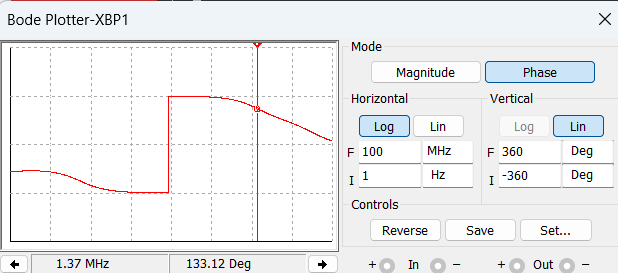 Bode Plotter-XBP1
Mode
Magnitude Phase
Horizontal Vertical
Log Lin Log Lin
F 100 MHz F 360 Deg
I 1 Hz I -360 Deg
Controls
Reverse Save Set...
1.37 MHz 133.12 Deg
+ In − + Out −